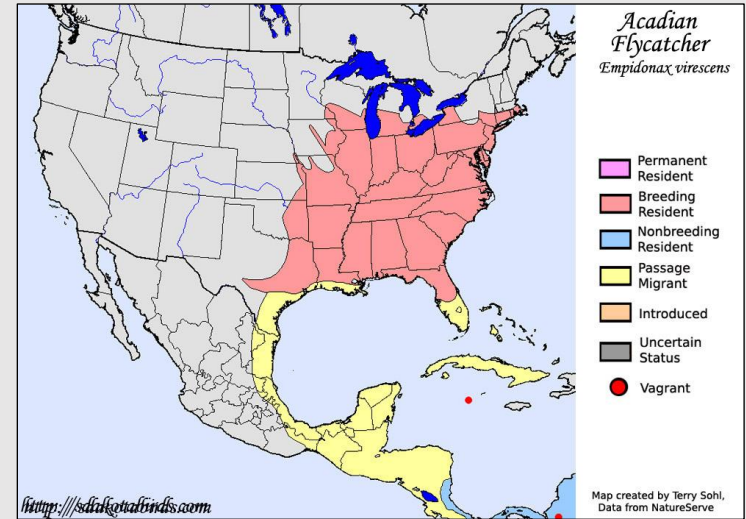 Acadian
Flycatcher
Empidonax virescens
Permanent
Resident
Breeding
Resident
Nonbreeding
Resident
Passage
Migrant
Introduced
Uncertain
Status
Vagrant
http://sdakotabirds.com
Map created by Terry Sohl,
Data from NatureServe